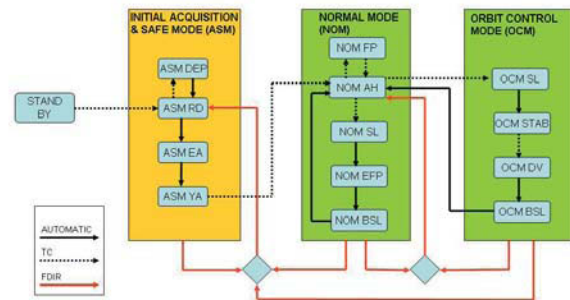 INITIAL ACQUISITION
& SAFE MODE (ASM)
NORMAL MODE
(NOM)
ORBIT CONTROL
MODE (OCM)
ASM DEP
ASM RD
ASM EA
ASM YA
STAND
BY
NOM FP
NOM AH
NOM SL
NOM EFP
NOM BSL
OCM SL
OCM STAB
OCM DV
OCM BSL
AUTOMATIC
TC
FDIR